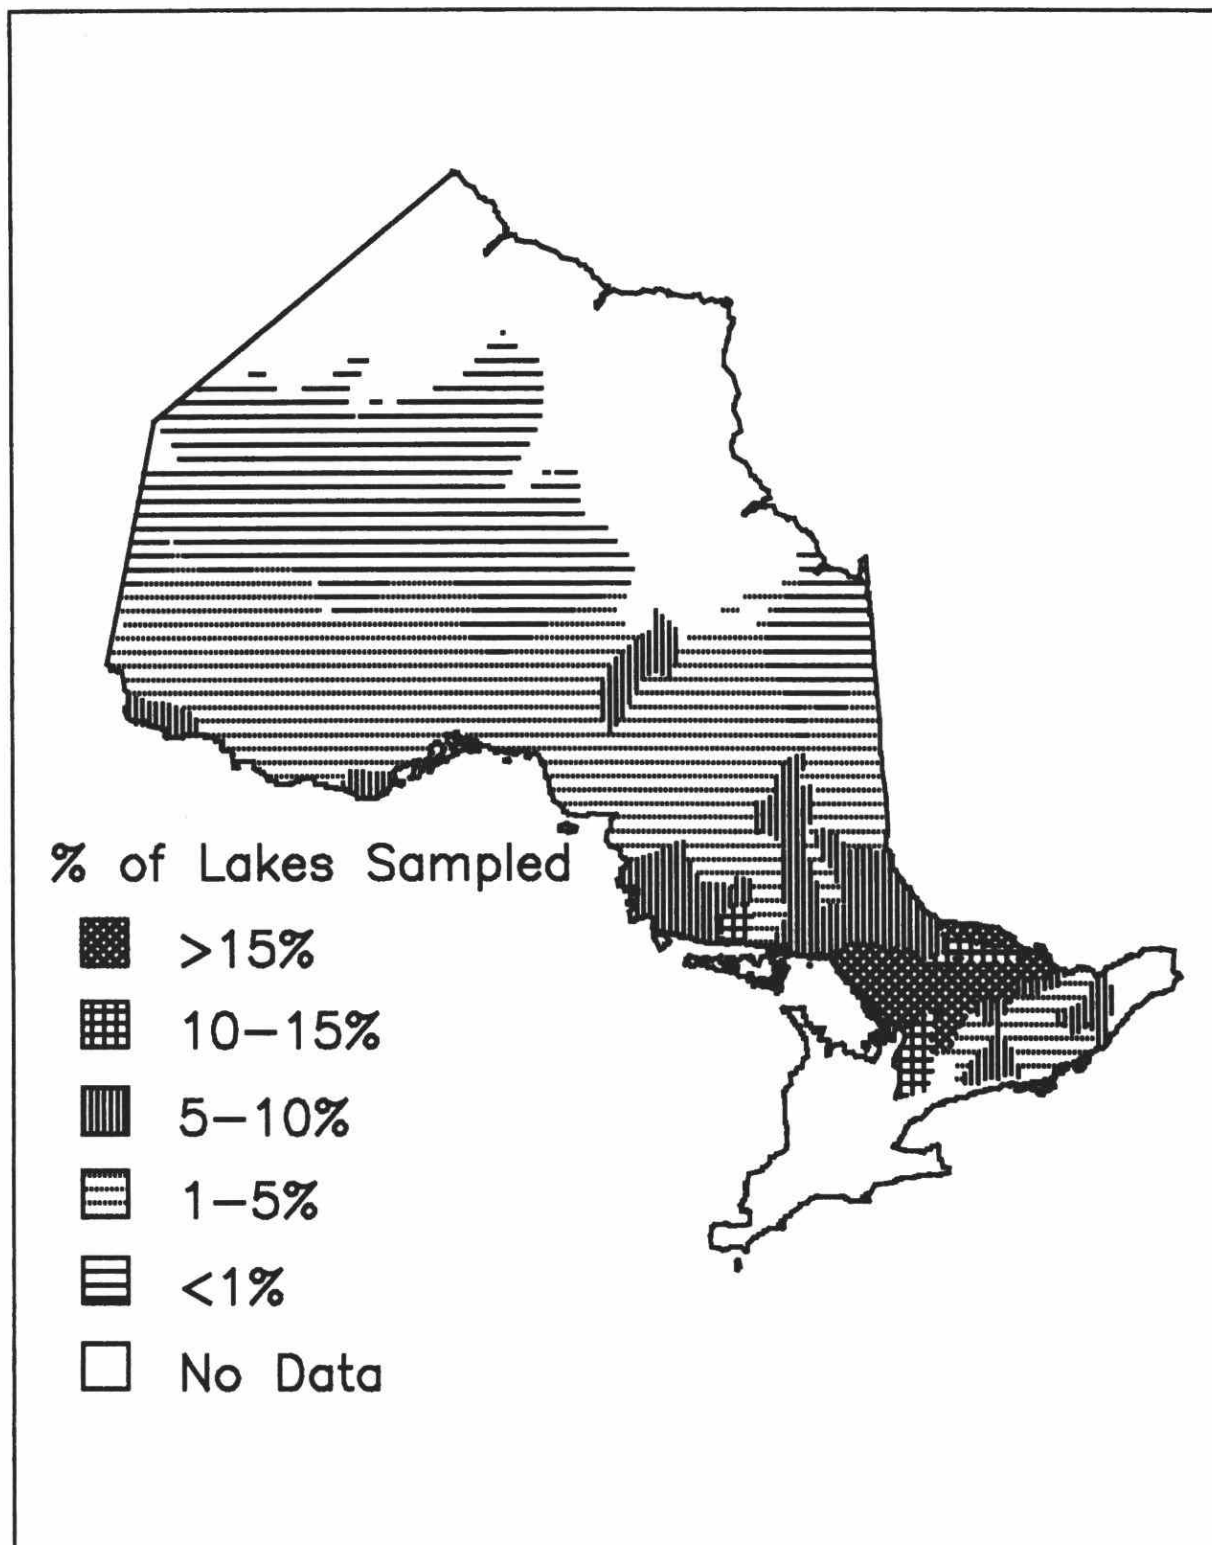 % of Lakes Sampled
>15%
10-15%
5-10%
1-5%
<1%
No Data